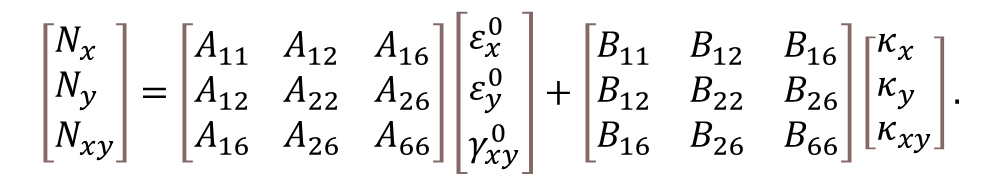 [N_x N_y N_xy] = [A_11 A_12 A_16 A_12 A_22 A_26 A_16 A_26 A_66] [ε_x^0 ε_y^0 γ_xy^0] + [B_11 B_12 B_16 B_12 B_22 B_26 B_16 B_26 B_66] [κ_x κ_y κ_xy].